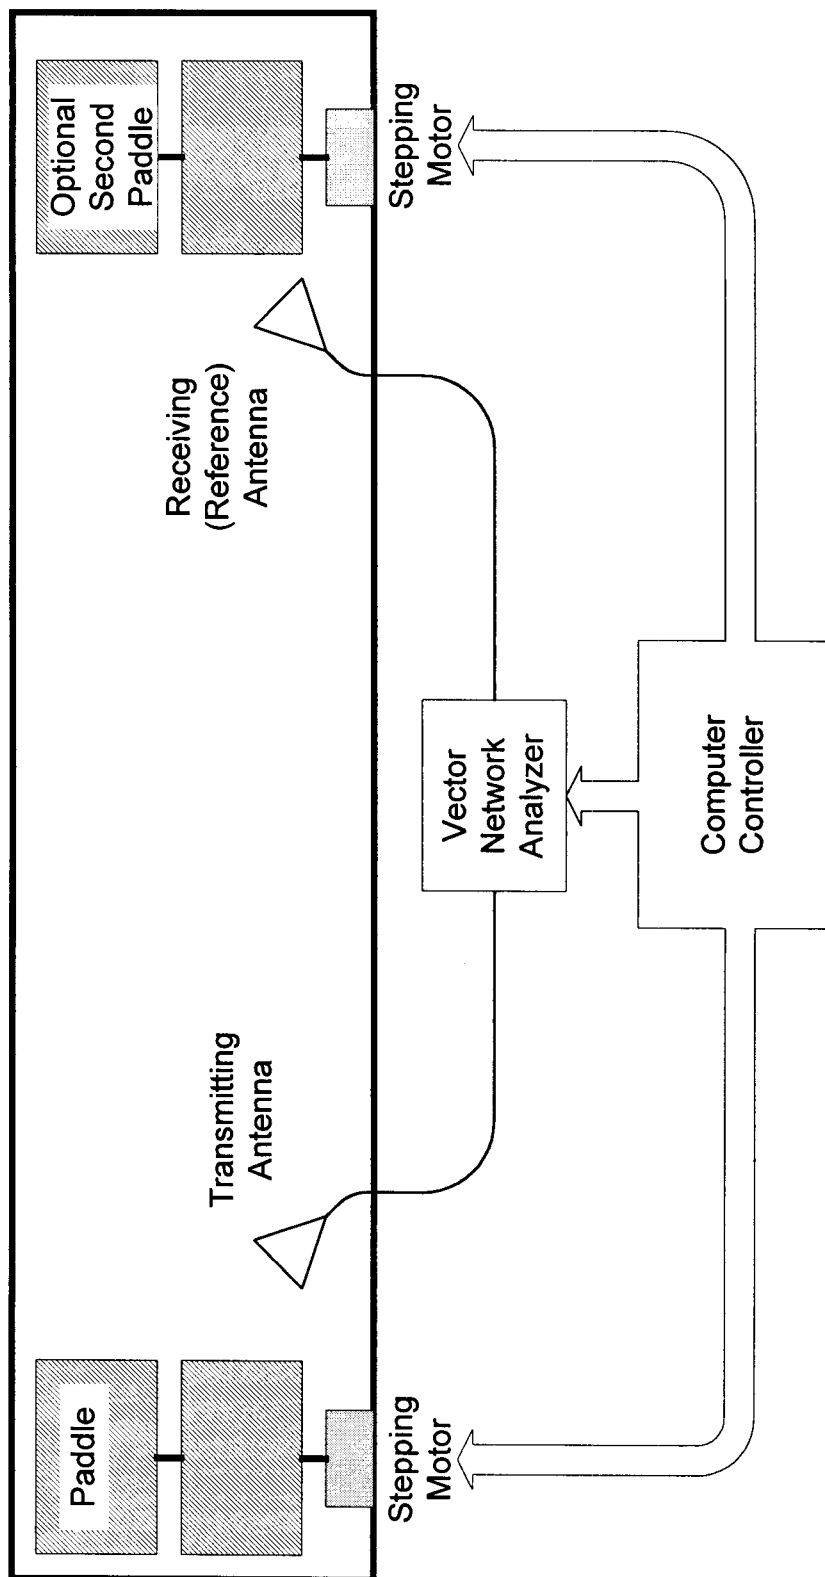 Paddle
Optional
Second
Paddle
Transmitting
Antenna
Receiving
(Reference)
Antenna
Stepping
Motor
Stepping
Motor
Vector
Network
Analyzer
Computer
Controller